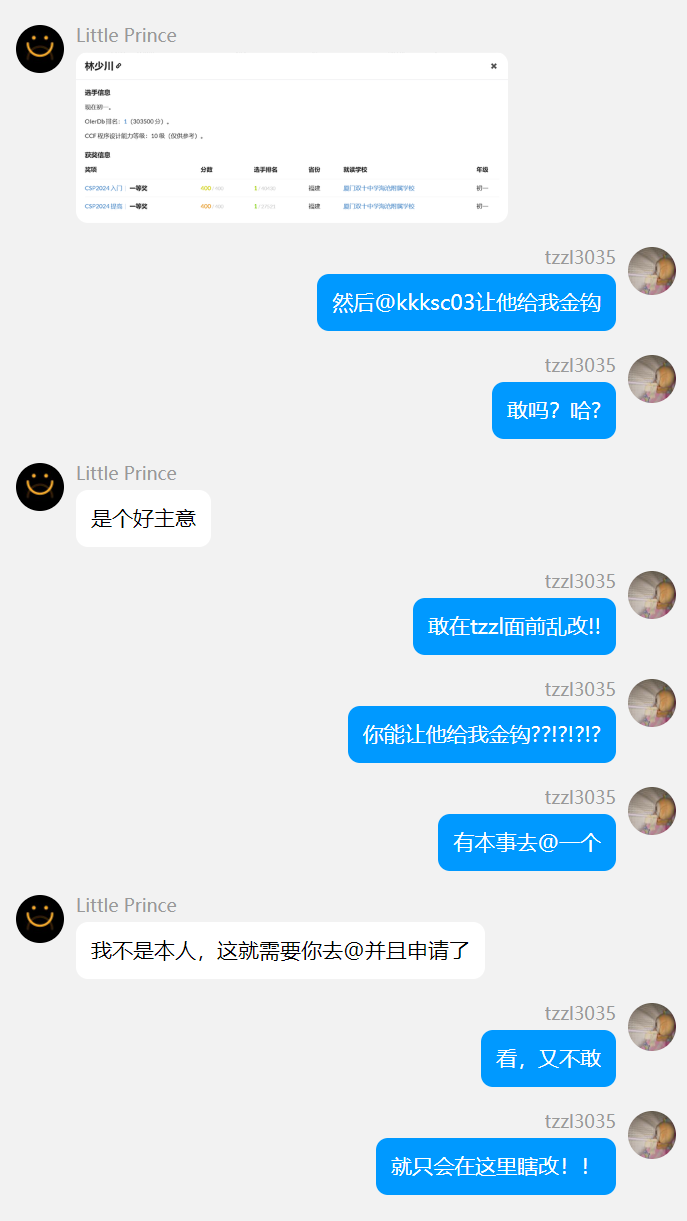 Little Prince
林少川
选手信息
现在初一。
OIerDb 排名：1（303500 分）。
CCF 程序设计能力等级：10 级（仅供参考）。
获奖信息
奖项 分数 选手排名 省份 就读学校 年级
CSP2024 入门 一等奖 400 1 福建 厦门双十中学海沧附属学校 初一
CSP2024 提高 一等奖 400 1 福建 厦门双十中学海沧附属学校 初一
tzzl3035
然后@kkksc03让他给我金钩
tzzl3035
敢吗？哈?
Little Prince
是个好主意
tzzl3035
敢在tzzl面前乱改!!
tzzl3035
你能让他给我金钩??!?!?!?
tzzl3035
有本事去@一个
Little Prince
我不是本人，这就需要你去@并且申请了
tzzl3035
看，又不敢
tzzl3035
就只会在这里瞎改！！